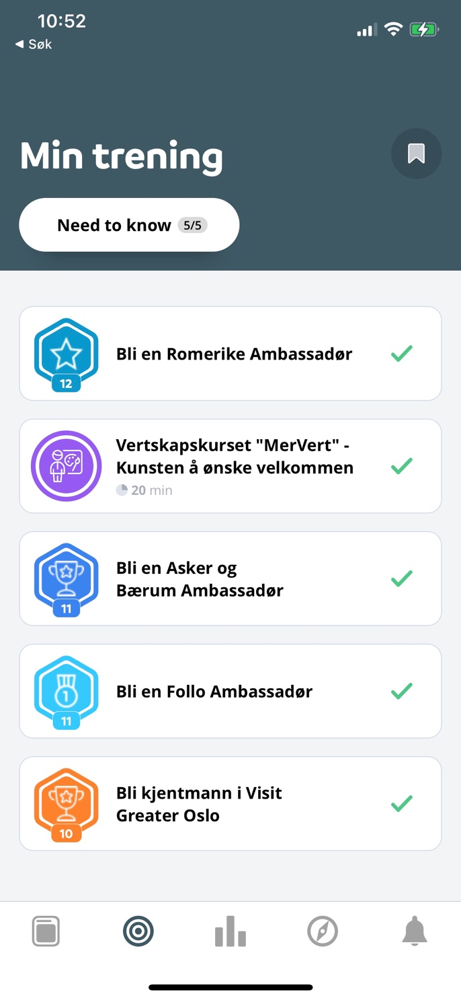 10:52
◀ Søk
Min trening
Need to know 5/5
Bli en Romerike Ambassadør
12
Vertskapskurset "MerVert" -
Kunsten å ønske velkommen
20 min
Bli en Asker og
Bærum Ambassadør
11
Bli en Follo Ambassadør
1
11
Bli kjentmann i Visit
Greater Oslo
10